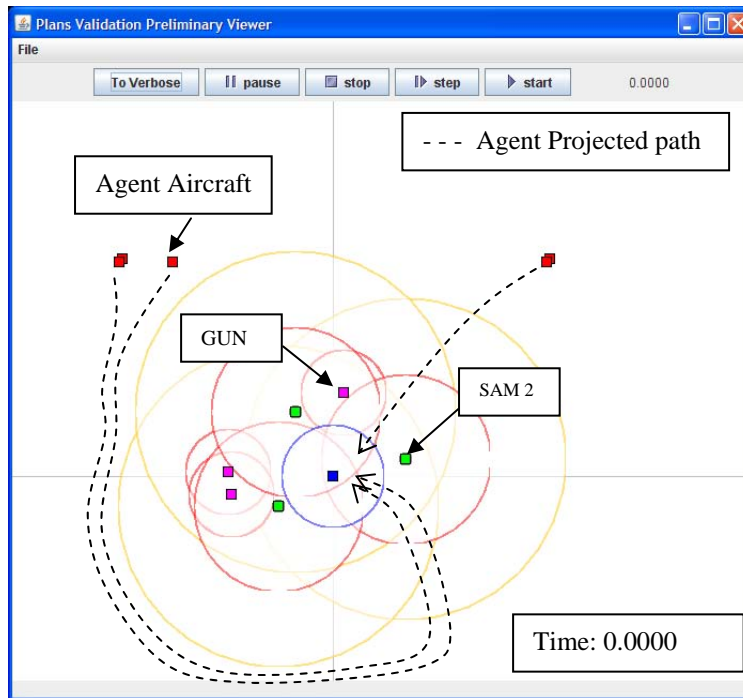 Plans Validation Preliminary Viewer
File
To Verbose pause stop step start 0.0000
- - - Agent Projected path
Agent Aircraft
GUN
SAM 2
Time: 0.0000